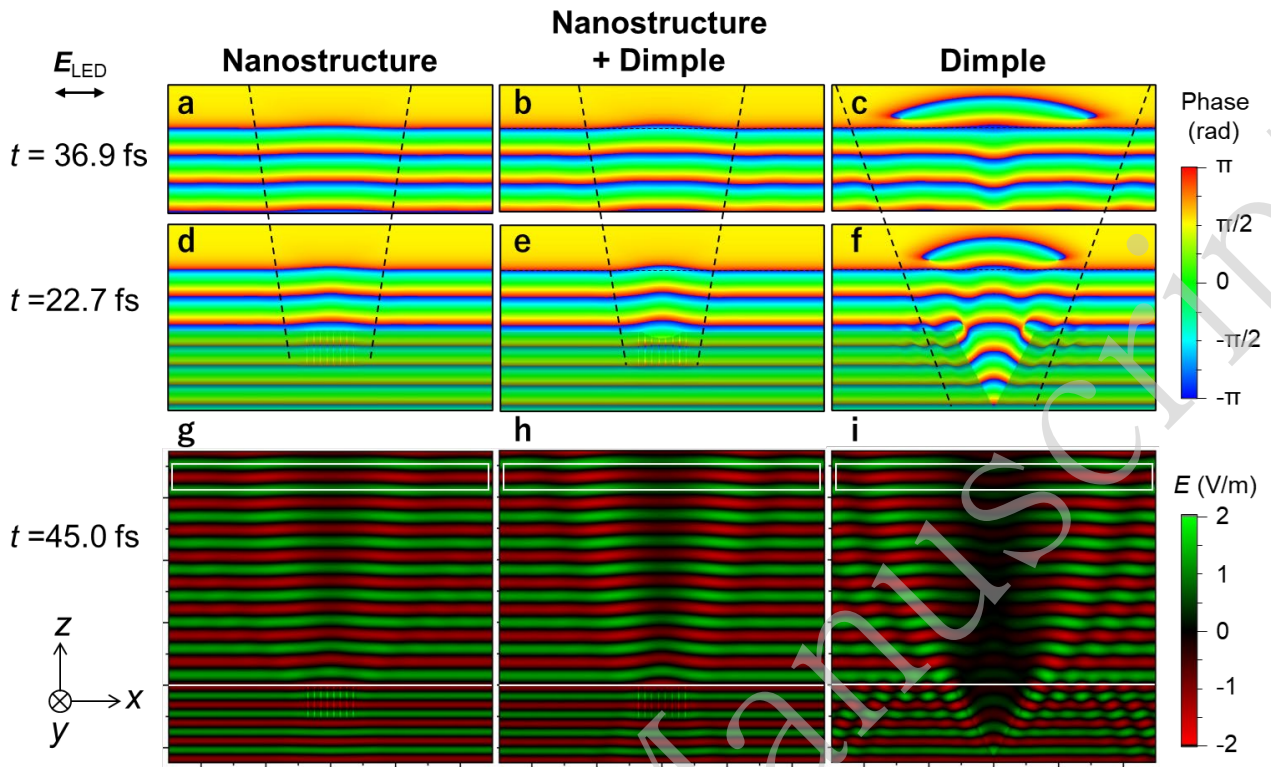 Nanostructure
Nanostructure + Dimple
Dimple
E_LED
a
b
c
Phase
(rad)
t = 36.9 fs
π
π/2
d
e
f
t =22.7 fs
0
-π/2
-π
g
h
i
E (V/m)
t =45.0 fs
2
1
0
-1
-2
z
x
y
Manuscrip